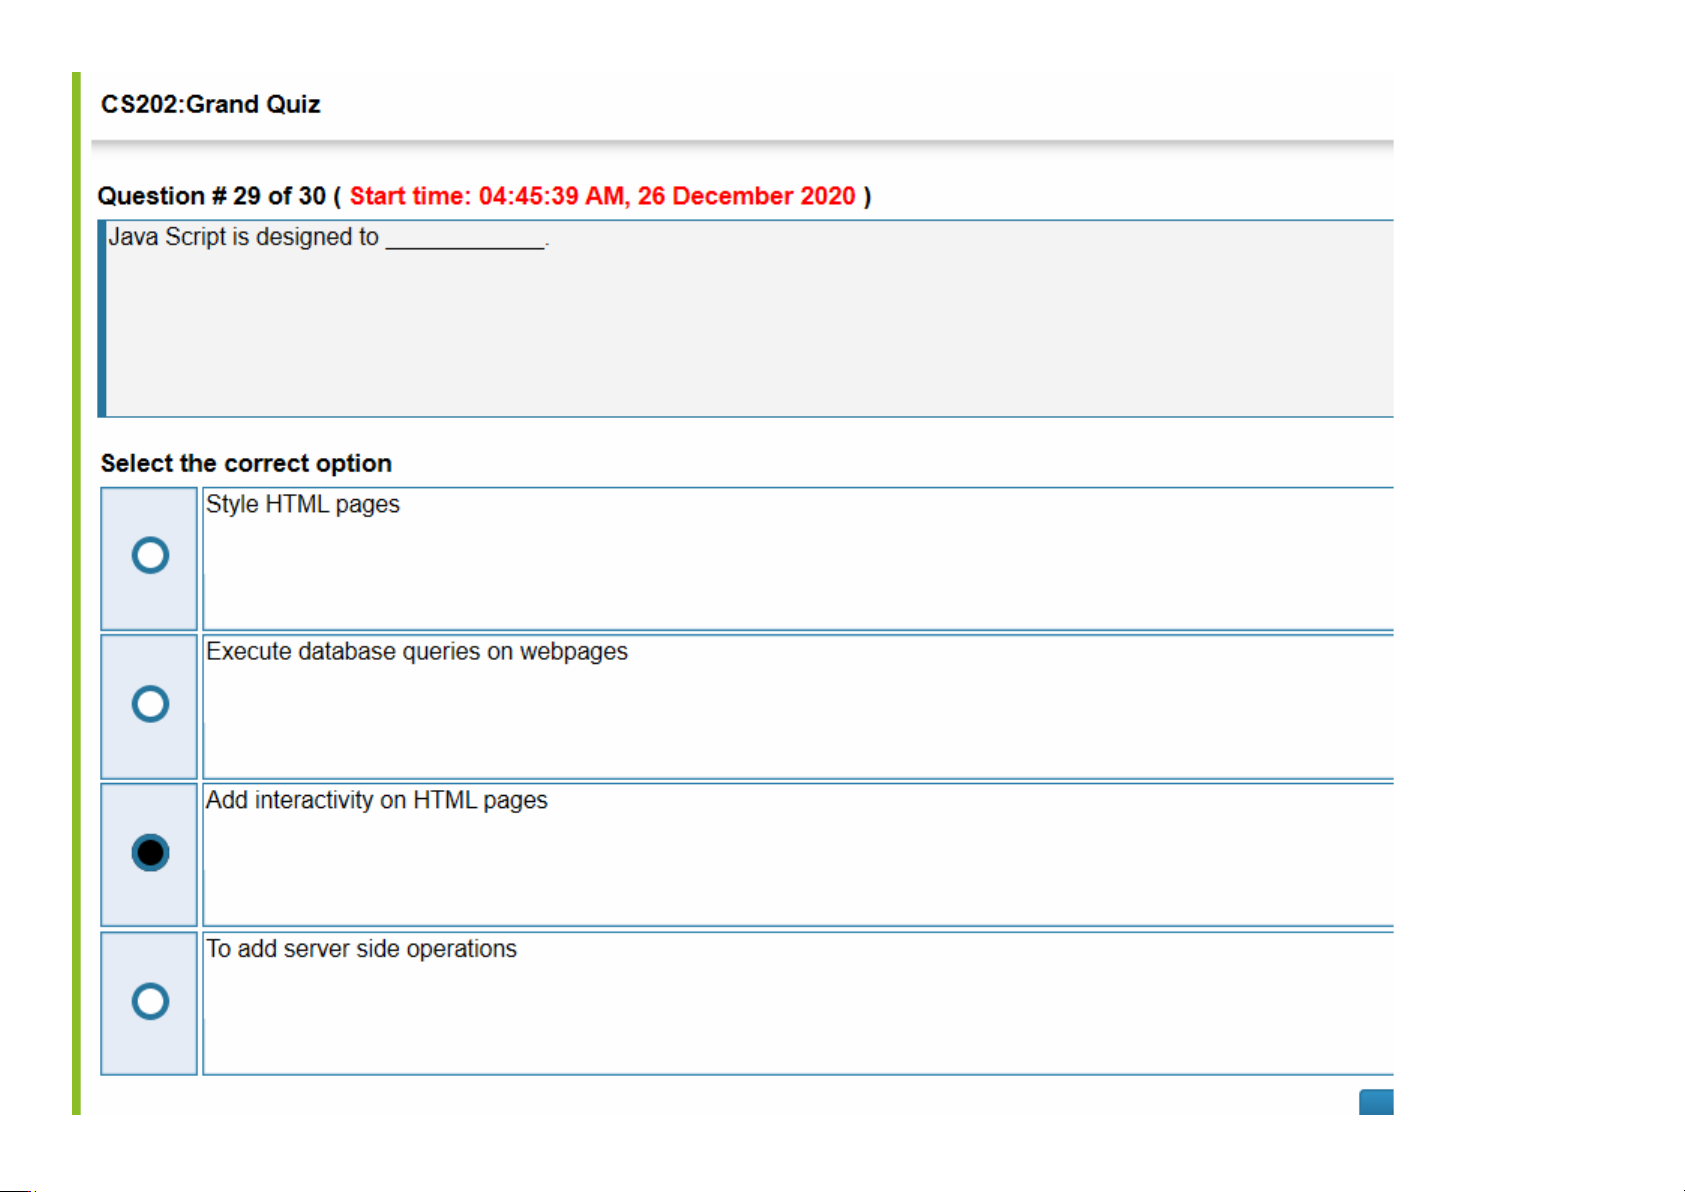 CS202:Grand Quiz
Question # 29 of 30 ( Start time: 04:45:39 AM, 26 December 2020 )
Java Script is designed to ____________.
Select the correct option
Style HTML pages
Execute database queries on webpages
Add interactivity on HTML pages
To add server side operations